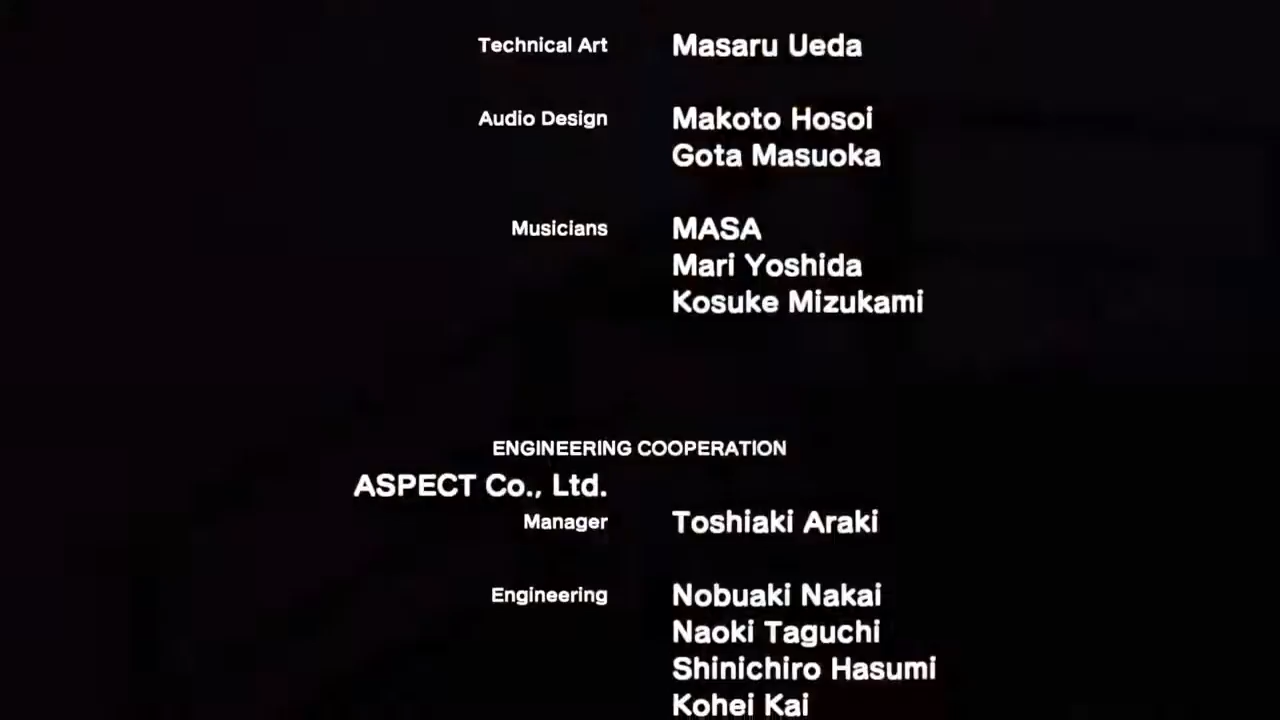 Technical Art Masaru Ueda
Audio Design Makoto Hosoi
Gota Masuoka
Musicians MASA
Mari Yoshida
Kosuke Mizukami
ENGINEERING COOPERATION
ASPECT Co., Ltd.
Manager Toshiaki Araki
Engineering Nobuaki Nakai
Naoki Taguchi
Shinichiro Hasumi
Kohei Kai